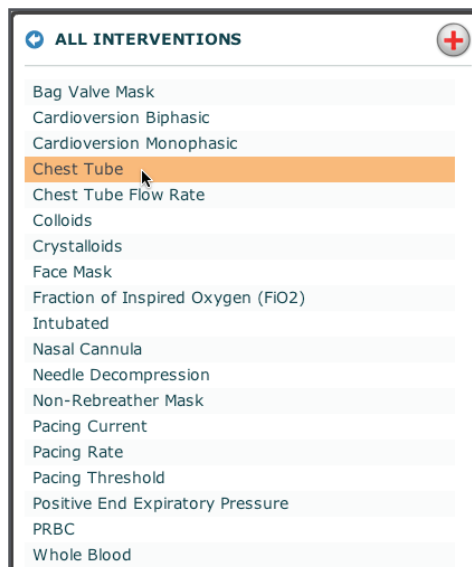 ALL INTERVENTIONS
Bag Valve Mask
Cardioversion Biphasic
Cardioversion Monophasic
Chest Tube
Chest Tube Flow Rate
Colloids
Crystalloids
Face Mask
Fraction of Inspired Oxygen (FiO2)
Intubated
Nasal Cannula
Needle Decompression
Non-Rebreather Mask
Pacing Current
Pacing Rate
Pacing Threshold
Positive End Expiratory Pressure
PRBC
Whole Blood